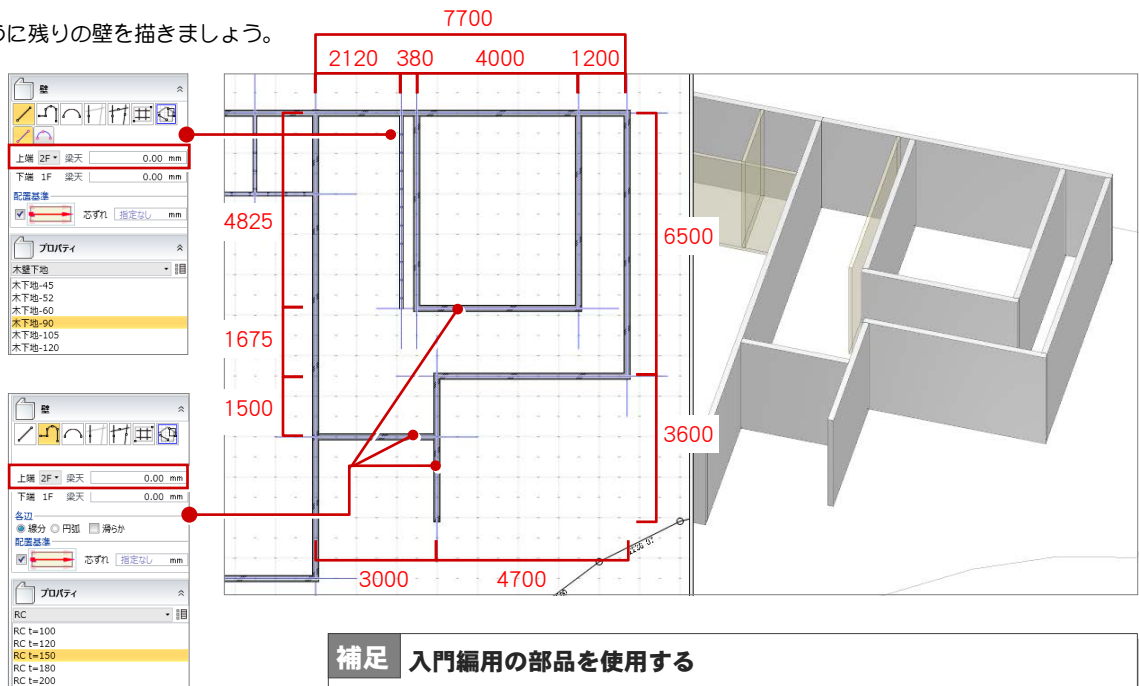 うに残りの壁を描きましょう。
7700
2120 380 4000 1200
4825
1675
1500
6500
3600
3000 4700
壁
上端 2F 梁天 0.00 mm
下端 1F 梁天 0.00 mm
配置基準
芯ずれ 指定なし mm
プロパティ
木壁下地
木下地-45
木下地-52
木下地-60
木下地-90
木下地-105
木下地-120
壁
上端 2F 梁天 0.00 mm
下端 1F 梁天 0.00 mm
各辺
線分 円弧 滑らか
配置基準
芯ずれ 指定なし mm
プロパティ
RC
RC t=100
RC t=120
RC t=150
RC t=180
RC t=200
補足 入門編用の部品を使用する